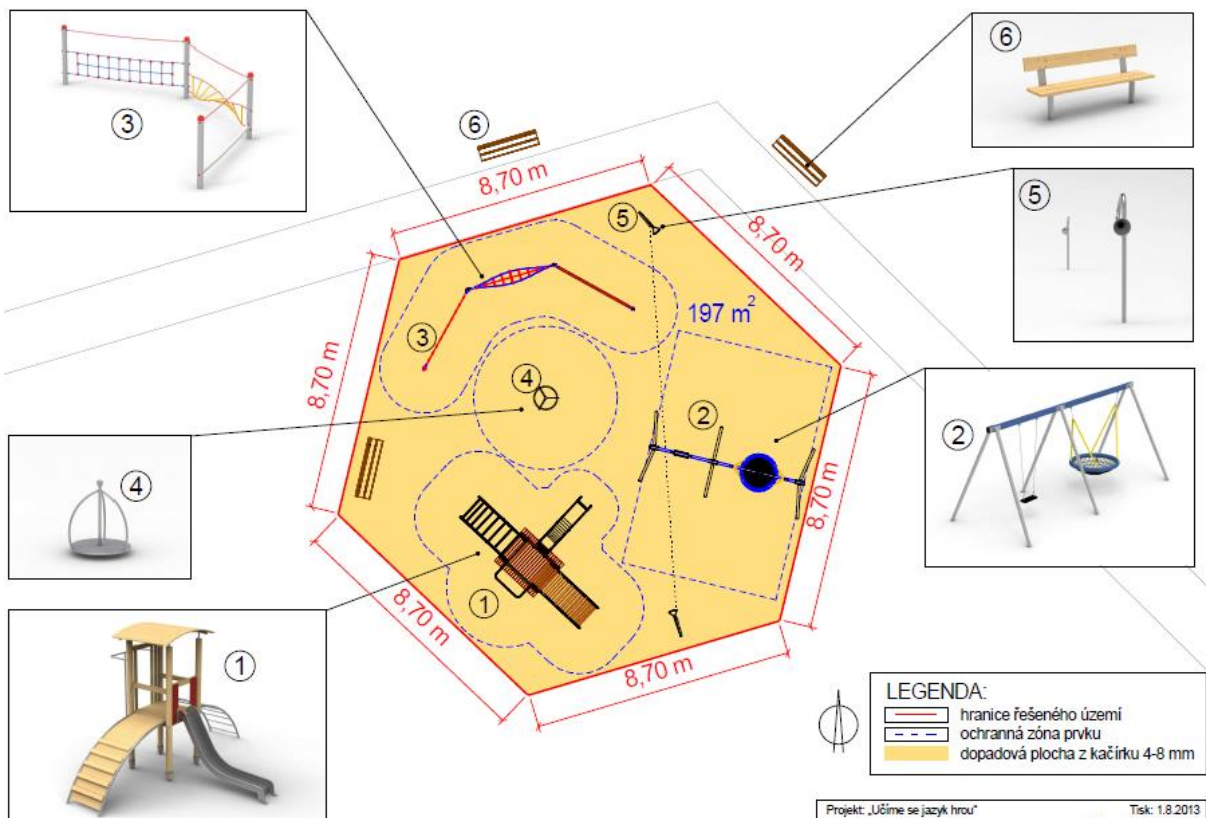 3
6
8,70 m
6
5
8,70 m
5
197 m²
3
8,70 m
4
2
2
4
8,70 m
1
1
8,70 m
8,70 m
LEGENDA:
hranice řešeného území
ochranná zóna prvku
dopadová plocha z kačírku 4-8 mm
Projekt: „Učíme se jazyk hrou"
Tisk: 1.8.2013